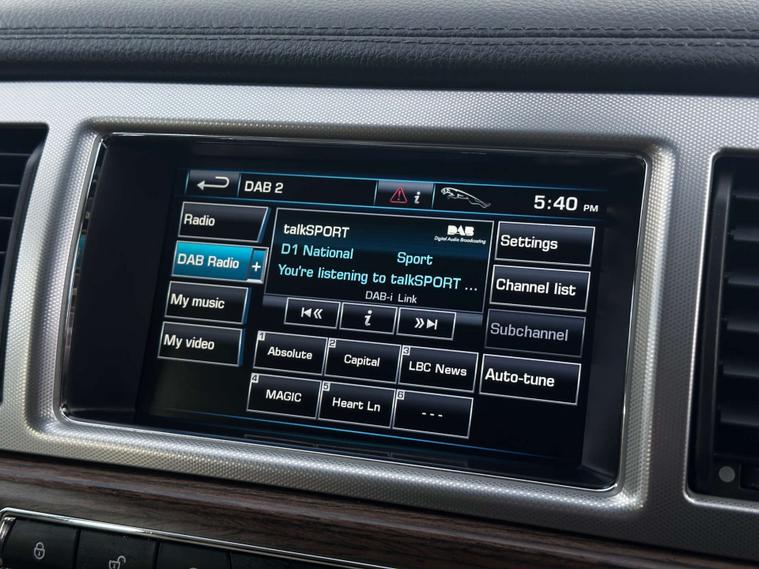 DAB 2
i
5:40 PM
Radio
DAB Radio +
My music
My video
talkSPORT
DAB
Digital Audio Broadcasting
D1 National Sport
You're listening to talkSPORT ...
DAB-i Link
i
1 Absolute
2 Capital
3 LBC News
4 MAGIC
5 Heart Ln
6 ---
Settings
Channel list
Subchannel
Auto-tune